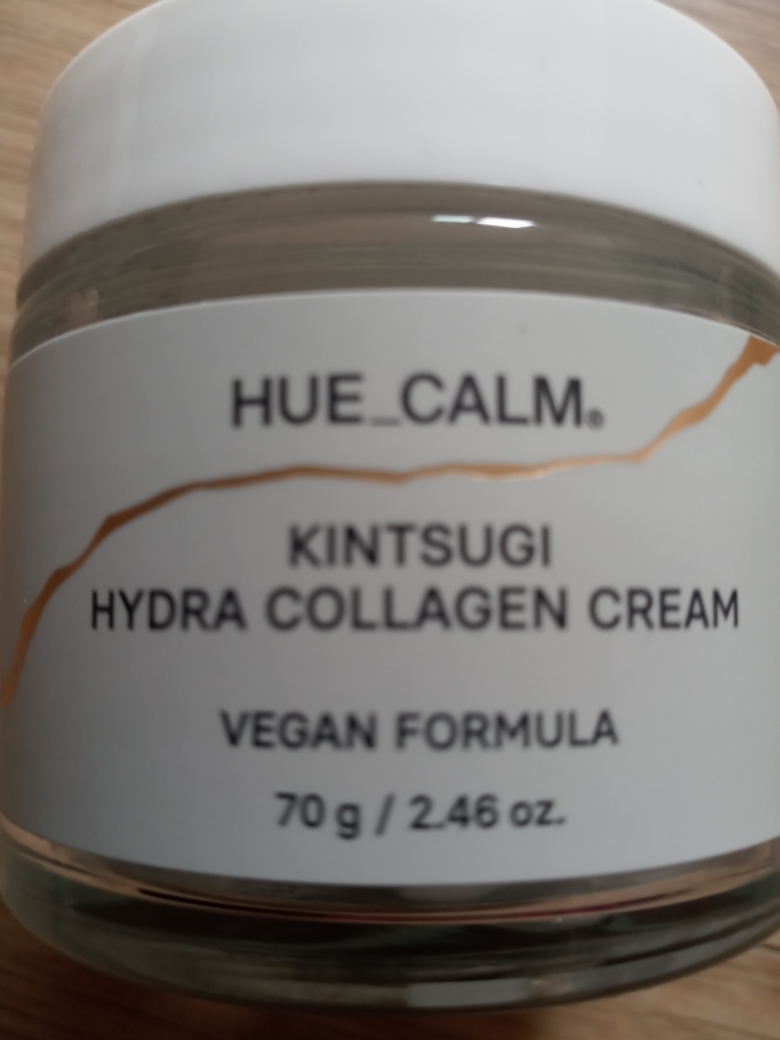 HUE_CALM®
KINTSUGI
HYDRA COLLAGEN CREAM
VEGAN FORMULA
70 g / 2.46 oz.